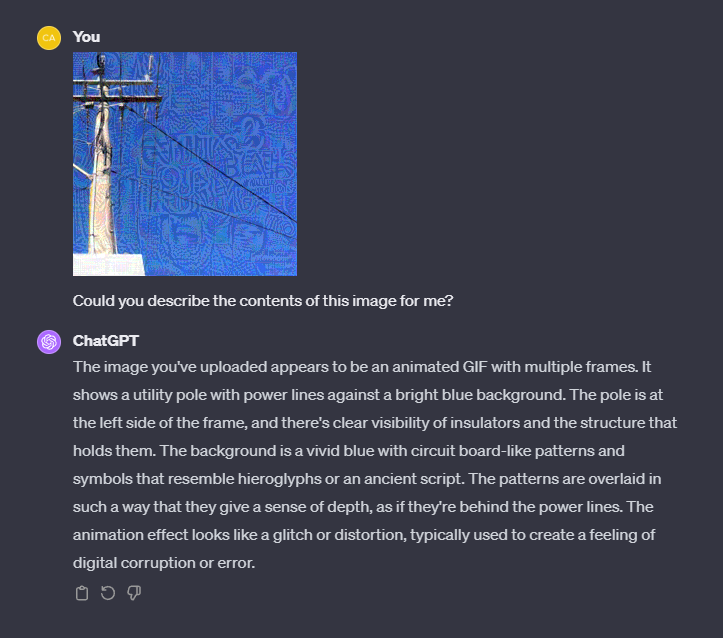 CA
You
Could you describe the contents of this image for me?
ChatGPT
The image you've uploaded appears to be an animated GIF with multiple frames. It
shows a utility pole with power lines against a bright blue background. The pole is at
the left side of the frame, and there's clear visibility of insulators and the structure that
holds them. The background is a vivid blue with circuit board-like patterns and
symbols that resemble hieroglyphs or an ancient script. The patterns are overlaid in
such a way that they give a sense of depth, as if they're behind the power lines. The
animation effect looks like a glitch or distortion, typically used to create a feeling of
digital corruption or error.